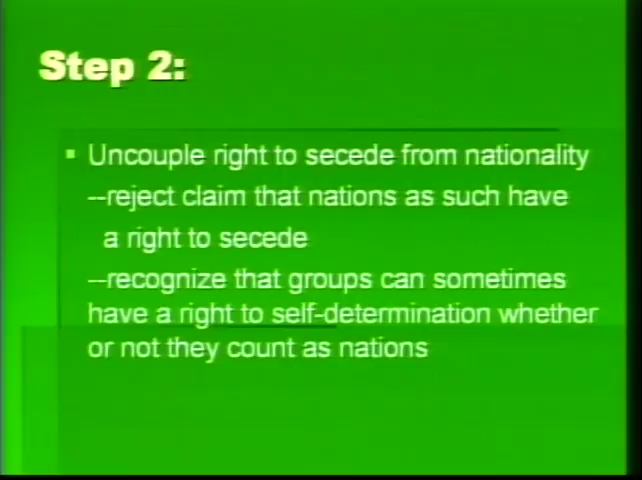 Step 2:
▪ Uncouple right to secede from nationality
--reject claim that nations as such have
a right to secede
--recognize that groups can sometimes
have a right to self-determination whether
or not they count as nations